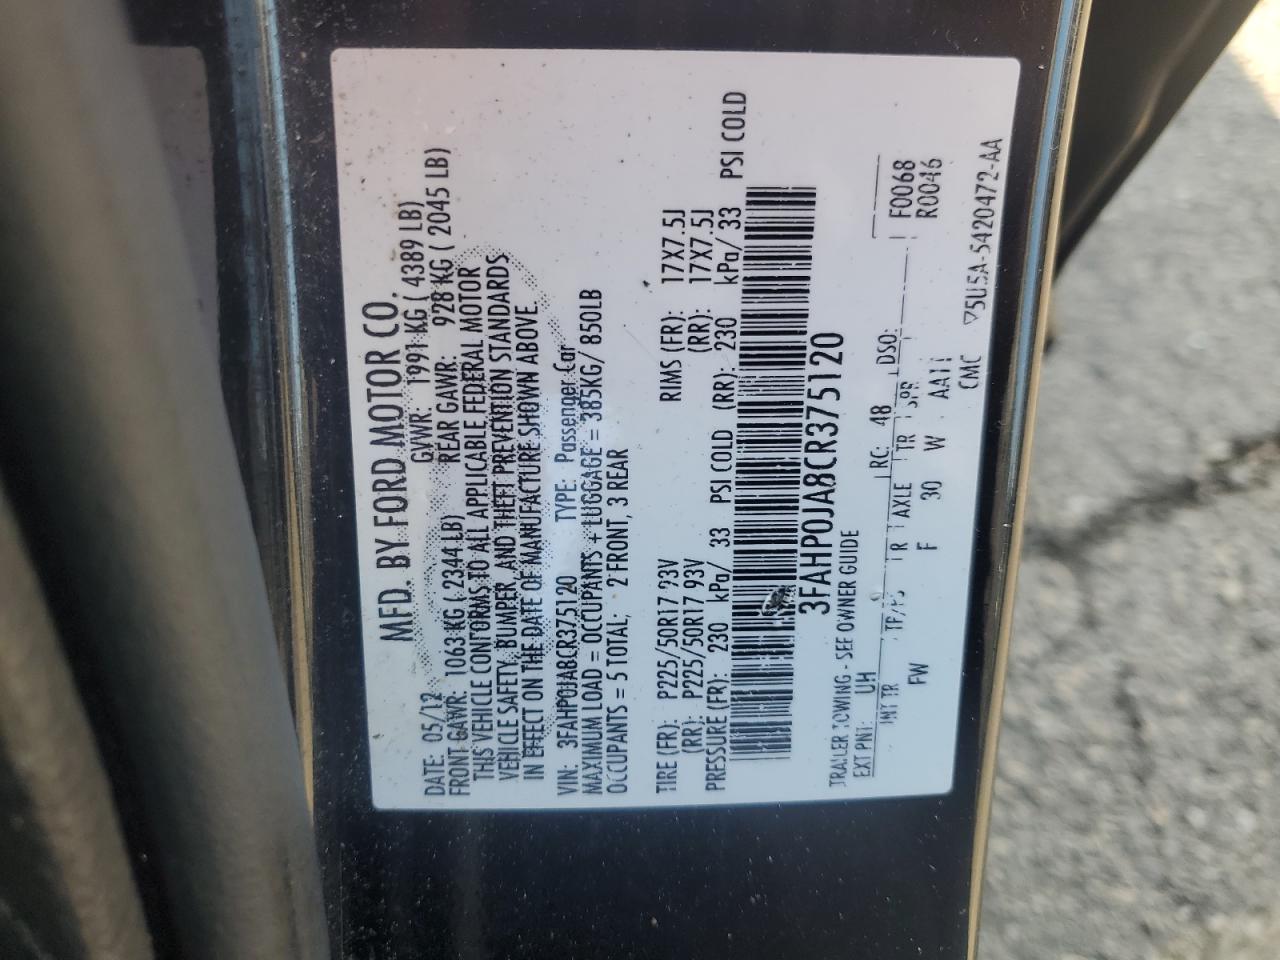 MFD. BY FORD MOTOR CO.
DATE: 05/12 GVWR: 1991 KG ( 4389 LB)
FRONT GAWR: 1063 KG ( 2344 LB) REAR GAWR: 928 KG ( 2045 LB)
THIS VEHICLE CONFORMS TO ALL APPLICABLE FEDERAL MOTOR
VEHICLE SAFETY, BUMPER, AND THEFT PREVENTION STANDARDS
IN EFFECT ON THE DATE OF MANUFACTURE SHOWN ABOVE.
VIN: 3FAHP0JA8CR375120 TYPE: Passenger Car
MAXIMUM LOAD = OCCUPANTS + LUGGAGE = 385KG/ 850LB
OCCUPANTS = 5 TOTAL; 2 FRONT, 3 REAR
TIRE (FR): P225/50R17 93V RIMS (FR): 17X7.5J
(RR): P225/50R17 93V (RR): 17X7.5J
PRESSURE (FR): 230 kPa/ 33 PSI COLD (RR): 230 kPa/ 33 PSI COLD
3FAHP0JA8CR375120
TRAILER TOWING - SEE OWNER GUIDE
EXT PNT: UH RC: 48 DSO: F0068
R0046
INT TR TP/PS R AXLE TR SPR
FW F 30 W AA11
CMC ▽5U5A-5420472-AA